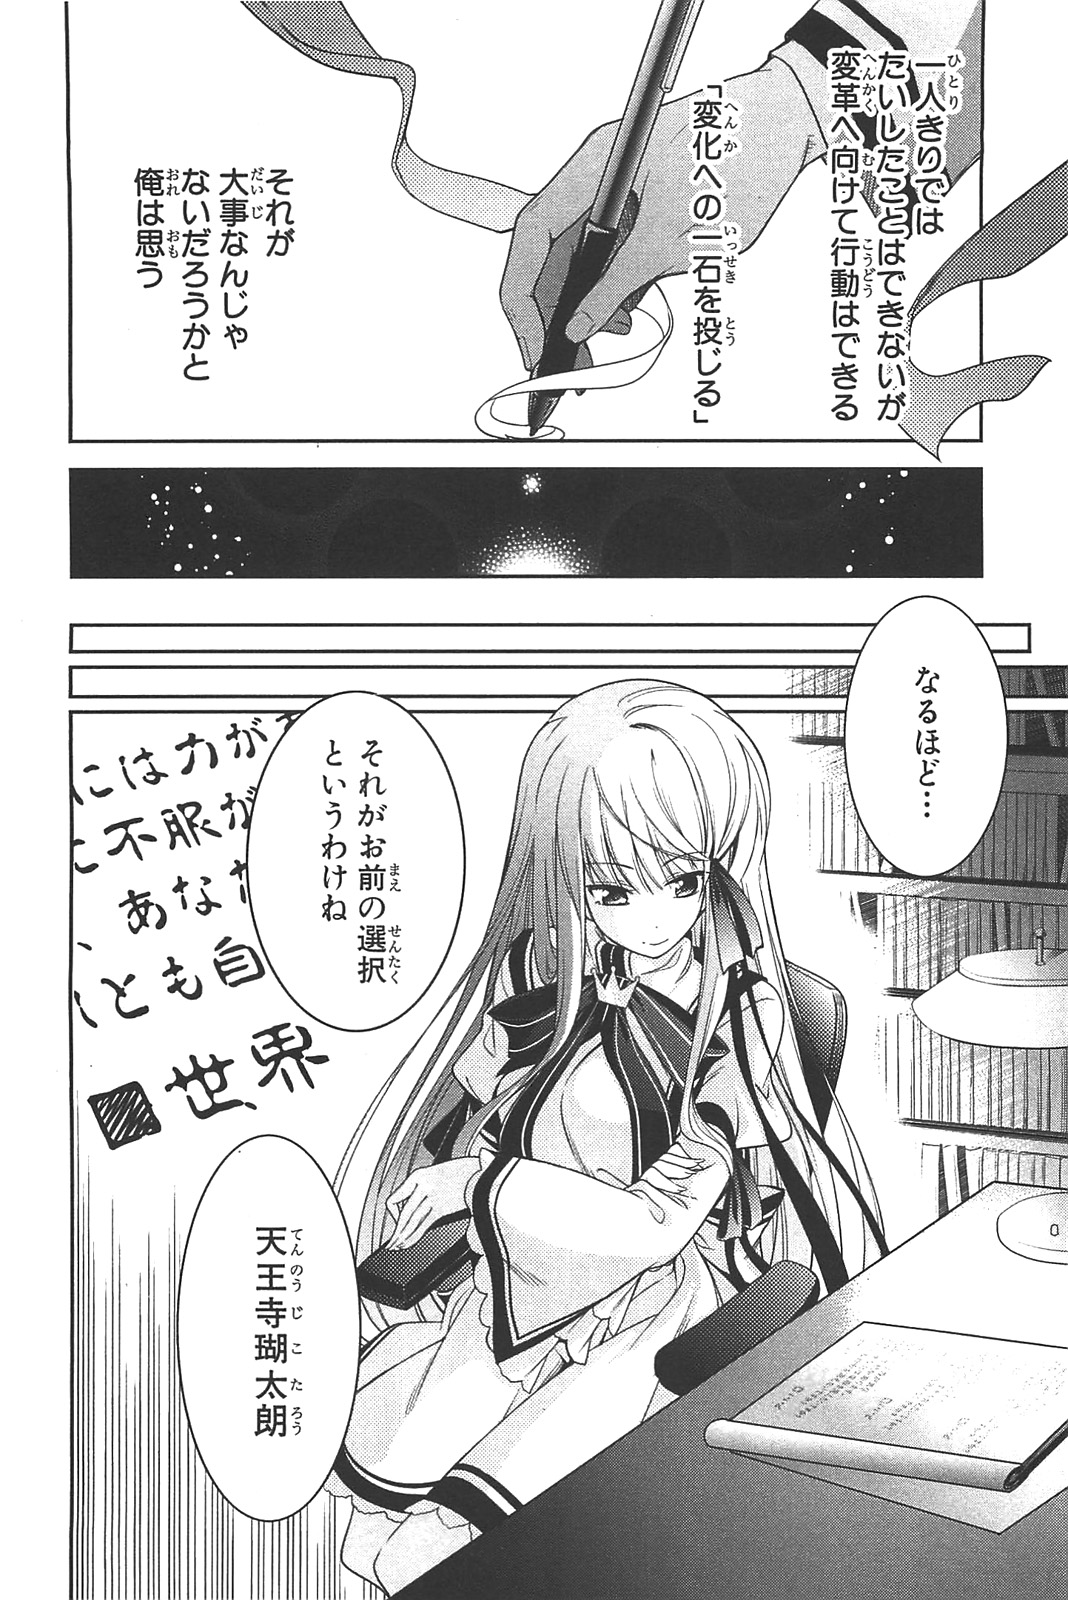 一人きりでは
たいしたことはできないが
変革へ向けて行動はできる
「変化への一石を投じる」
それが
大事なんじゃ
ないだろうかと
俺は思う
なるほど…
それがお前の選択
というわけね
には力が
に不服が
、あなた
とも自
世界
天王寺瑚太朗